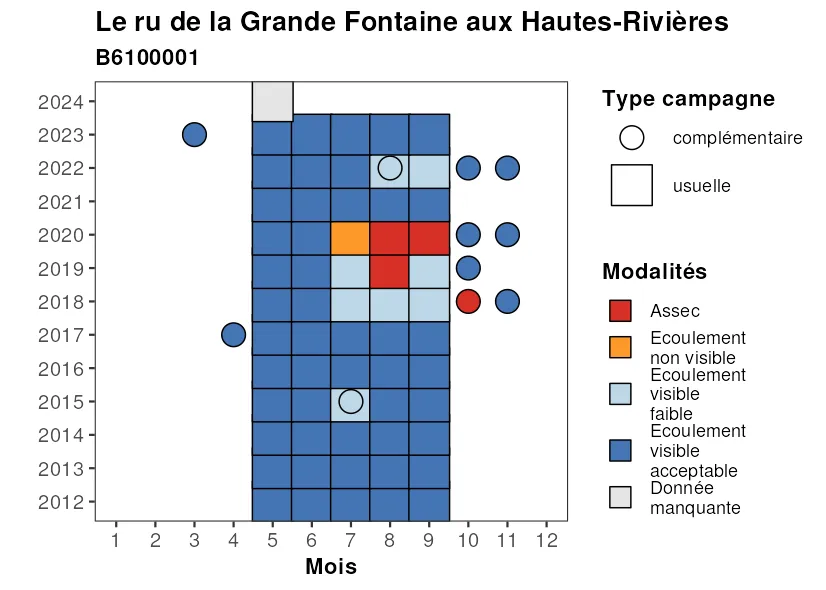 Le ru de la Grande Fontaine aux Hautes-Rivières
B6100001
2024
2023
2022
2021
2020
2019
2018
2017
2016
2015
2014
2013
2012
1 2 3 4 5 6 7 8 9 10 11 12
Mois
Type campagne
complémentaire
usuelle
Modalités
Assec
Ecoulement
non visible
Ecoulement
visible
faible
Ecoulement
visible
acceptable
Donnée
manquante